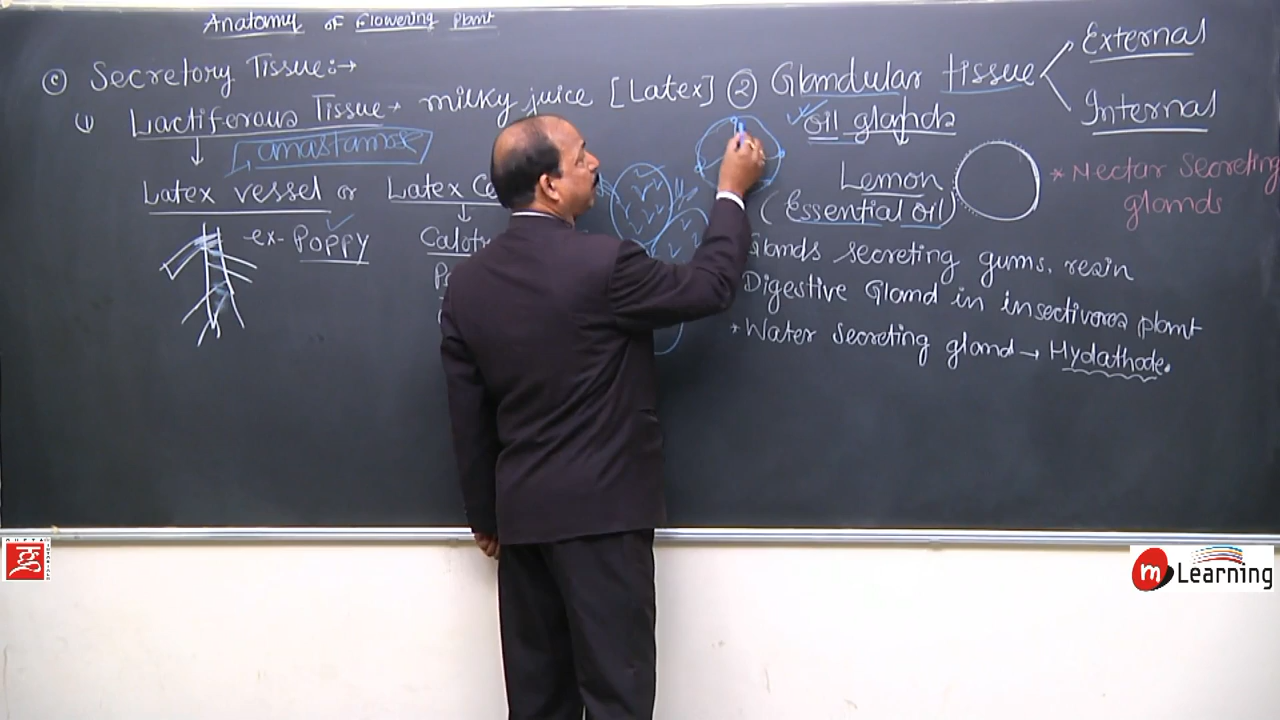 Anatomy of Flowering Plant
(c) Secretory Tissue:→
(1) Lactiferous Tissue → milky juice [Latex]
anastamose
Latex vessel or Latex
ex- Poppy
(2) Glandular tissue
External
Internal
oil glands
Lemon
(Essential oil)
* Nectar Secreting
glands
Glands secreting gums, resin
Digestive Gland in insectivores plant
* Water secreting gland → Hydathode.
m Learning